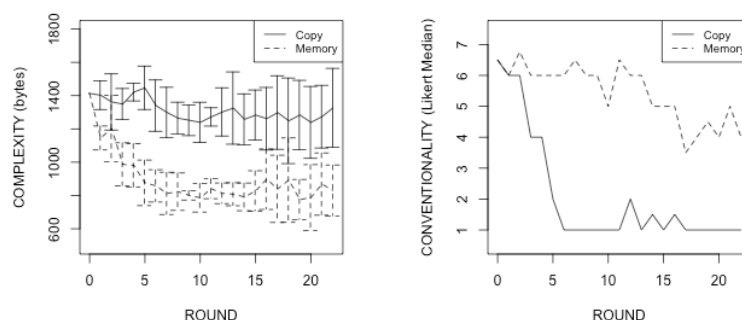 COMPLEXITY (bytes)
1800
1400
1000
600
Copy
Memory
0 5 10 15 20
ROUND
CONVENTIONALITY (Likert Median)
7
6
5
4
3
2
1
Copy
Memory
0 5 10 15 20
ROUND